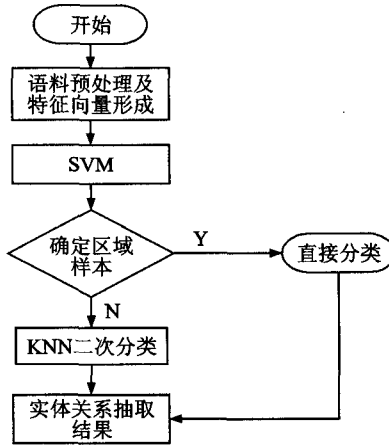 开始
语料预处理及
特征向量形成
SVM
确定区域
样本
Y
直接分类
N
KNN二次分类
实体关系抽取
结果